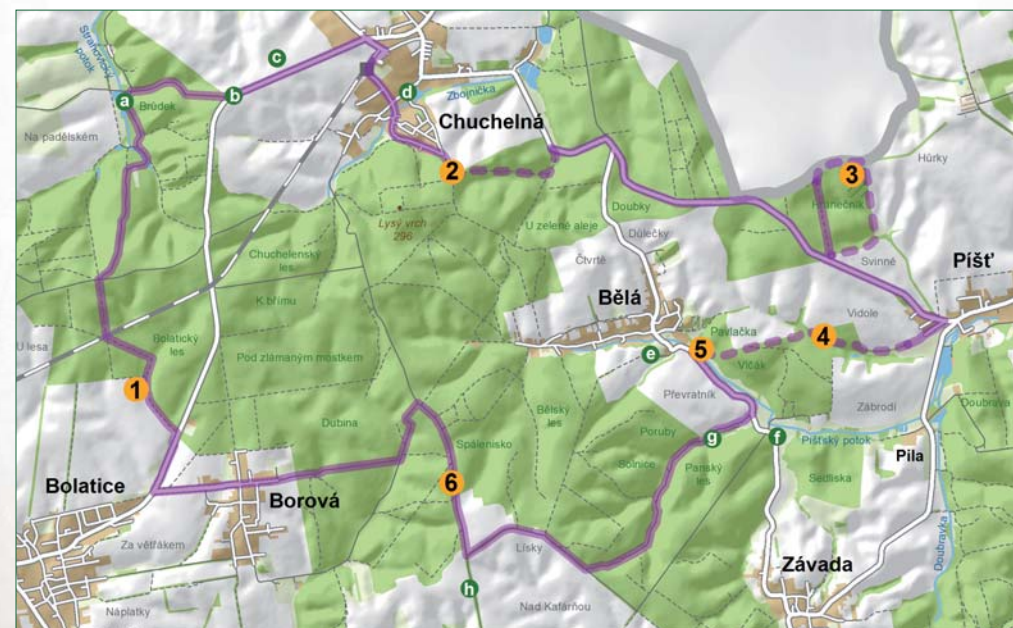 Strahovický
potok
a
Brůdek
b
c
d
Zbojnička
Chuchelná
2
Na padělském
Lysý vrch
296
U zelené aleje
Doubky
Důlečky
Čtvrtě
Bělá
Chuchelenský
les
K břímu
Pod zlámaným mostkem
U lesa
Bolatický
les
1
Dubina
Spálenisko
6
Bělský
les
Poruby
Solnice
Panský
les
g
Převratník
e
5
Pavlačka
Vlčák
4
Vidole
Svinné
3
Hrunečník
Hůrky
Píšť
Zábrodí
Doubrava
Píšťský potok
f
Sedliska
Píla
Doubravka
Závada
Bolatice
Za větřákem
Náplatky
Borová
Lísky
h
Nad Kafárňou